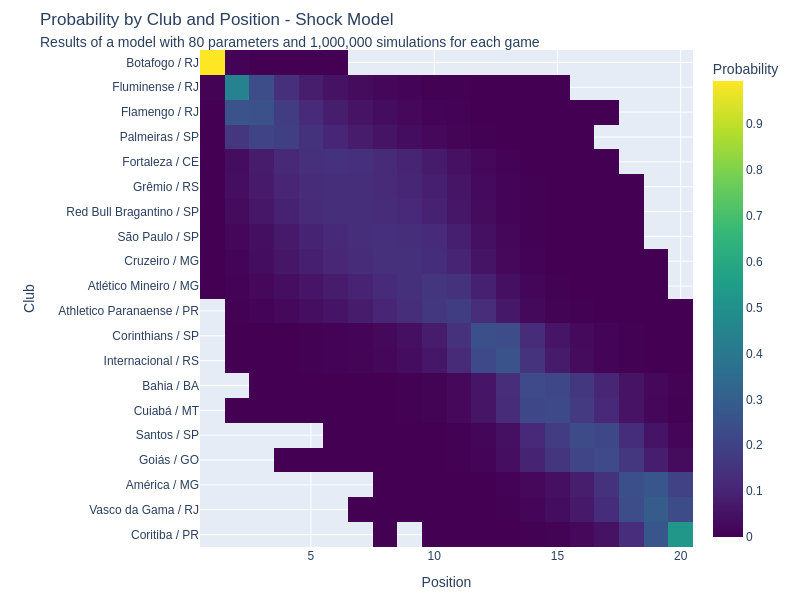 Probability by Club and Position - Shock Model
Results of a model with 80 parameters and 1,000,000 simulations for each game
Probability
Botafogo / RJ
Fluminense / RJ
Flamengo / RJ
Palmeiras / SP
Fortaleza / CE
Grêmio / RS
Red Bull Bragantino / SP
São Paulo / SP
Cruzeiro / MG
Atlético Mineiro / MG
Athletico Paranaense / PR
Corinthians / SP
Internacional / RS
Bahia / BA
Cuiabá / MT
Santos / SP
Goiás / GO
América / MG
Vasco da Gama / RJ
Coritiba / PR
Club
5
10
15
20
Position
0.9
0.8
0.7
0.6
0.5
0.4
0.3
0.2
0.1
0